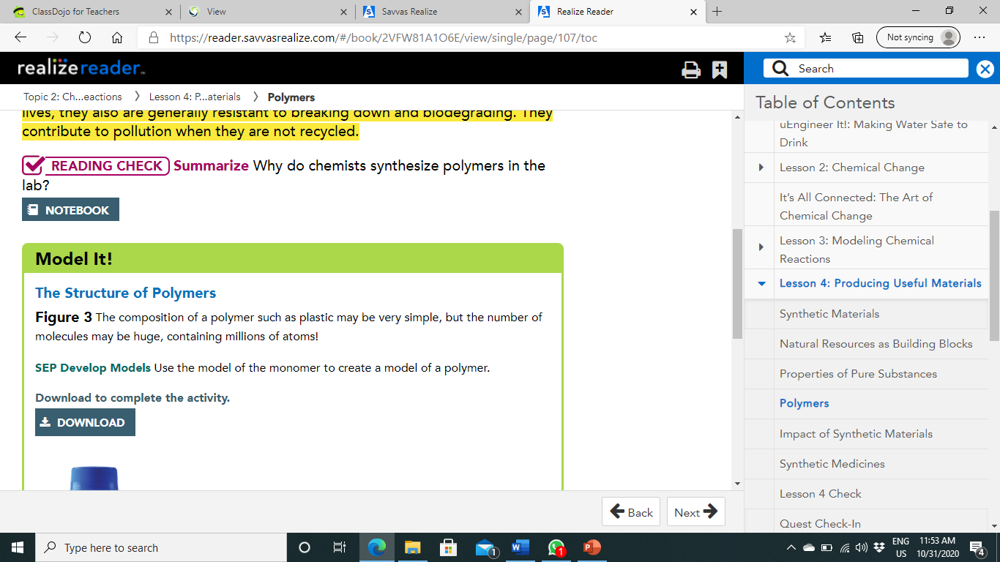 ClassDojo for Teachers
View
Savvas Realize
Realize Reader
https://reader.savvasrealize.com/#/book/2VFW81A1O6E/view/single/page/107/toc
Not syncing
realizereader™
Search
Topic 2: Ch...eactions
Lesson 4: P...aterials
Polymers
lives, they also are generally resistant to breaking down and biodegrading. They
contribute to pollution when they are not recycled.
READING CHECK Summarize Why do chemists synthesize polymers in the
lab?
NOTEBOOK
Model It!
The Structure of Polymers
Figure 3 The composition of a polymer such as plastic may be very simple, but the number of
molecules may be huge, containing millions of atoms!
SEP Develop Models Use the model of the monomer to create a model of a polymer.
Download to complete the activity.
DOWNLOAD
Back
Next
Table of Contents
uEngineer It!: Making Water Safe to
Drink
Lesson 2: Chemical Change
It's All Connected: The Art of
Chemical Change
Lesson 3: Modeling Chemical
Reactions
Lesson 4: Producing Useful Materials
Synthetic Materials
Natural Resources as Building Blocks
Properties of Pure Substances
Polymers
Impact of Synthetic Materials
Synthetic Medicines
Lesson 4 Check
Quest Check-In
Type here to search
1
1
ENG
US
11:53 AM
10/31/2020
4